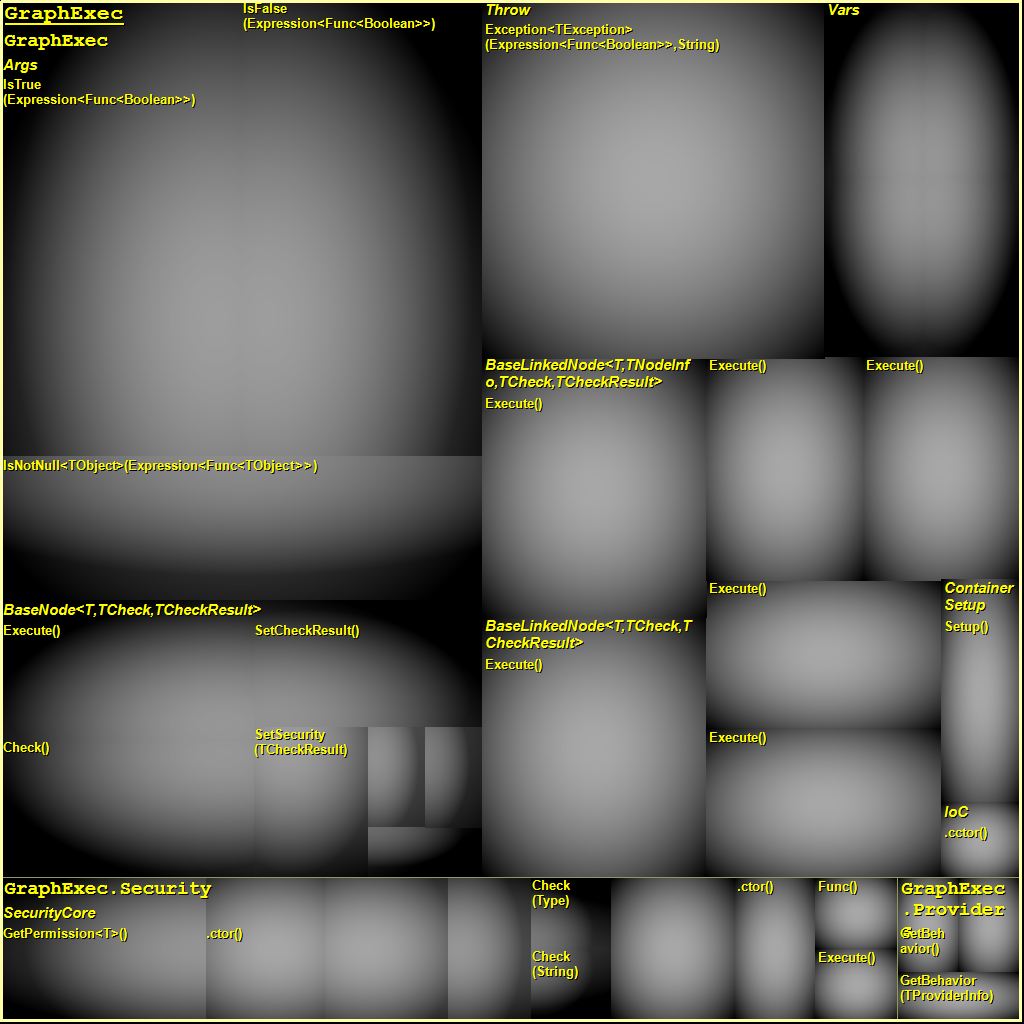 GraphExec
GraphExec
Args
IsTrue
(Expression<Func<Boolean>>)
IsFalse
(Expression<Func<Boolean>>)
IsNotNull<TObject>(Expression<Func<TObject>>)
Throw
Exception<TException>
(Expression<Func<Boolean>>,String)
Vars
BaseLinkedNode<T,TNodeInf
o,TCheck,TCheckResult>
Execute()
Execute()
Execute()
BaseNode<T,TCheck,TCheckResult>
Execute()
SetCheckResult()
Check()
SetSecurity
(TCheckResult)
BaseLinkedNode<T,TCheck,T
CheckResult>
Execute()
Execute()
Execute()
Container
Setup
Setup()
IoC
.cctor()
GraphExec.Security
SecurityCore
GetPermission<T>()
.ctor()
Check
(Type)
Check
(String)
.ctor()
Func()
Execute()
GraphExec
.Provider
GetBeh
avior()
GetBehavior
(TProviderInfo)